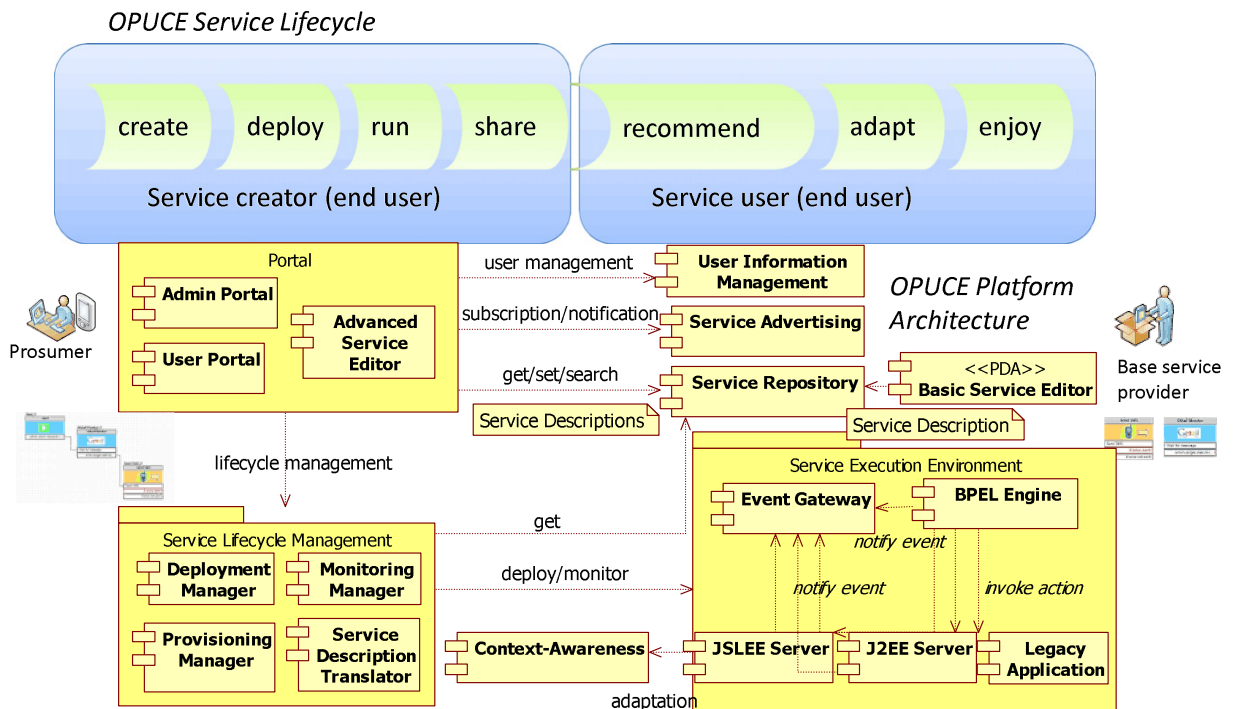 OPUCE Service Lifecycle
create
deploy
run
share
recommend
adapt
enjoy
Service creator (end user)
Service user (end user)
Portal
Admin Portal
User Portal
Advanced
Service
Editor
user management
subscription/notification
get/set/search
User Information
Management
Service Advertising
Service Repository
OPUCE Platform
Architecture
<<PDA>>
Basic Service Editor
Prosumer
Base service
provider
Service Descriptions
Service Description
lifecycle management
Service Execution Environment
Event Gateway
BPEL Engine
notify event
notify event
invoke action
get
deploy/monitor
Service Lifecycle Management
Deployment
Manager
Monitoring
Manager
Provisioning
Manager
Service
Description
Translator
Context-Awareness
JSLEE Server
J2EE Server
Legacy
Application
adaptation
Gmail
Gmail